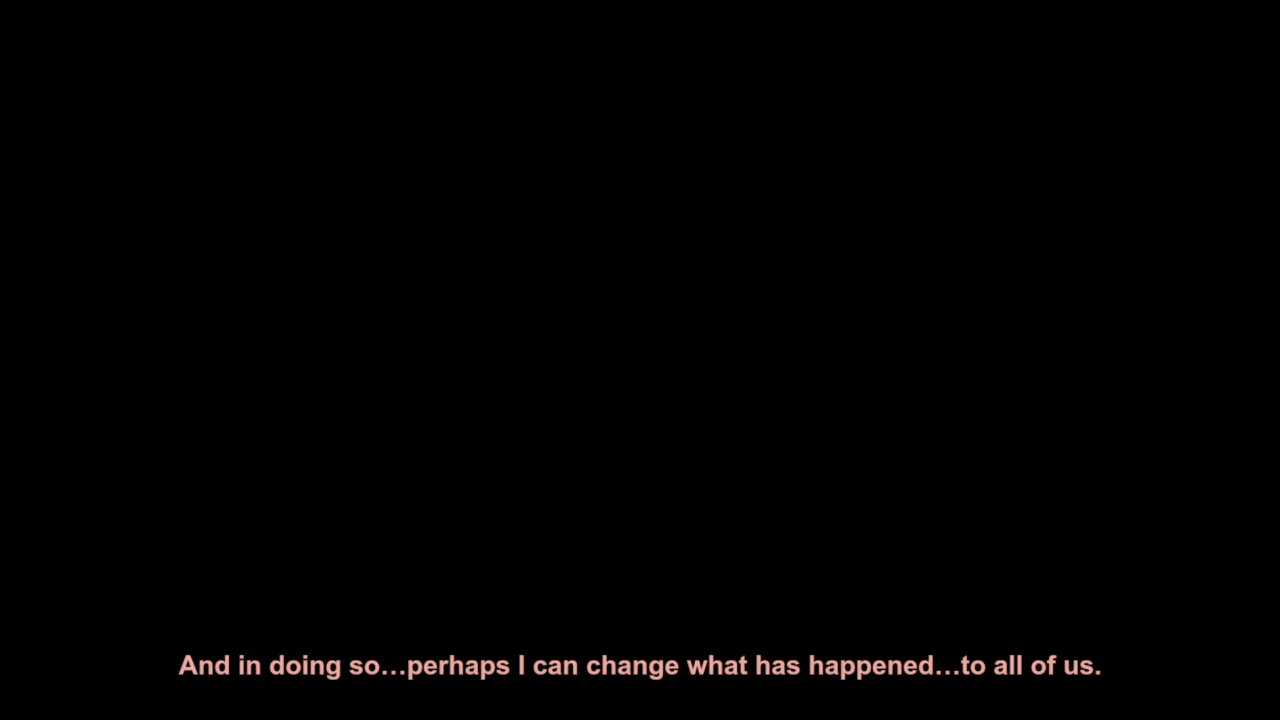 And in doing so…perhaps I can change what has happened…to all of us.